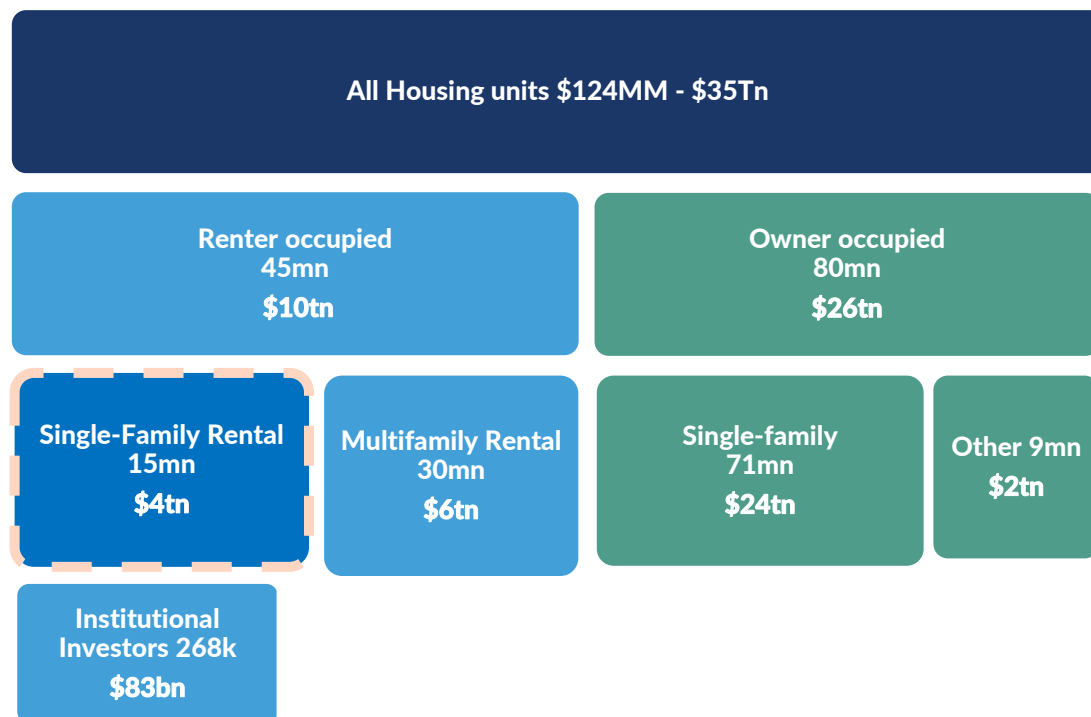 All Housing units $124MM - $35Tn
Renter occupied
45mn
$10tn
Owner occupied
80mn
$26tn
Single-Family Rental
15mn
$4tn
Multifamily Rental
30mn
$6tn
Single-family
71mn
$24tn
Other 9mn
$2tn
Institutional
Investors 268k
$83bn